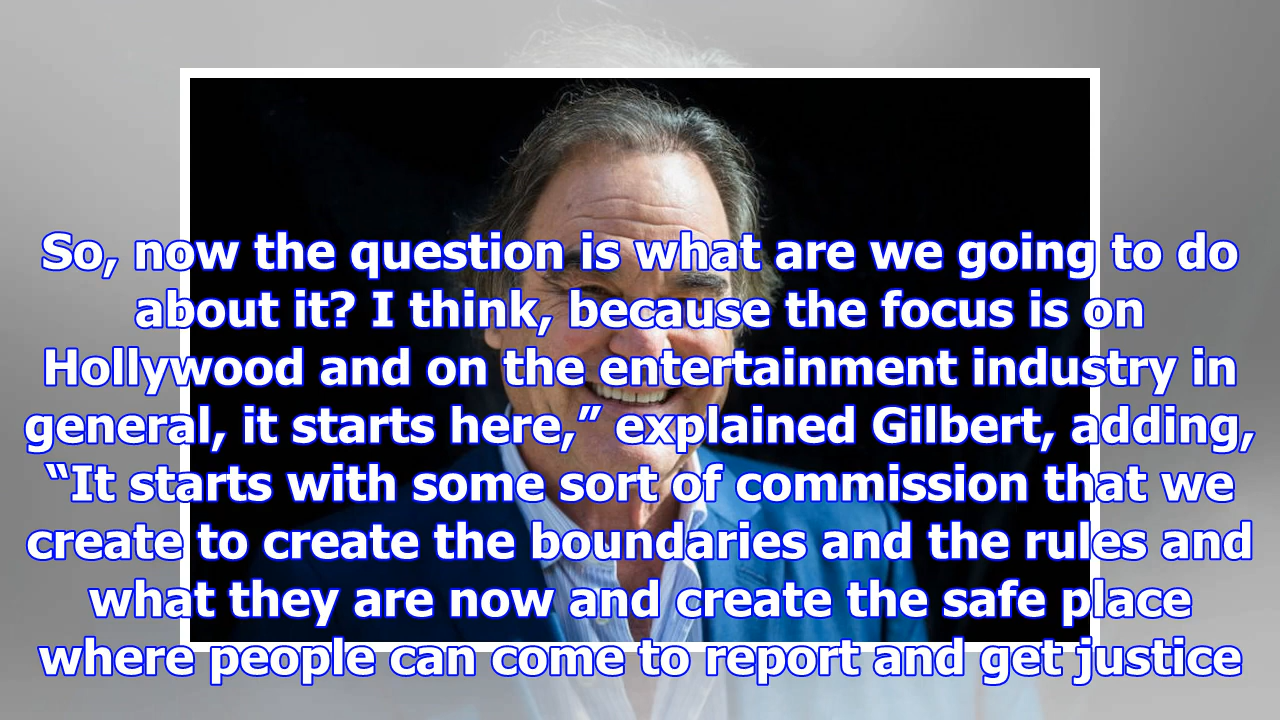 So, now the question is what are we going to do
about it? I think, because the focus is on
Hollywood and on the entertainment industry in
general, it starts here,” explained Gilbert, adding,
“It starts with some sort of commission that we
create to create the boundaries and the rules and
what they are now and create the safe place
where people can come to report and get justice